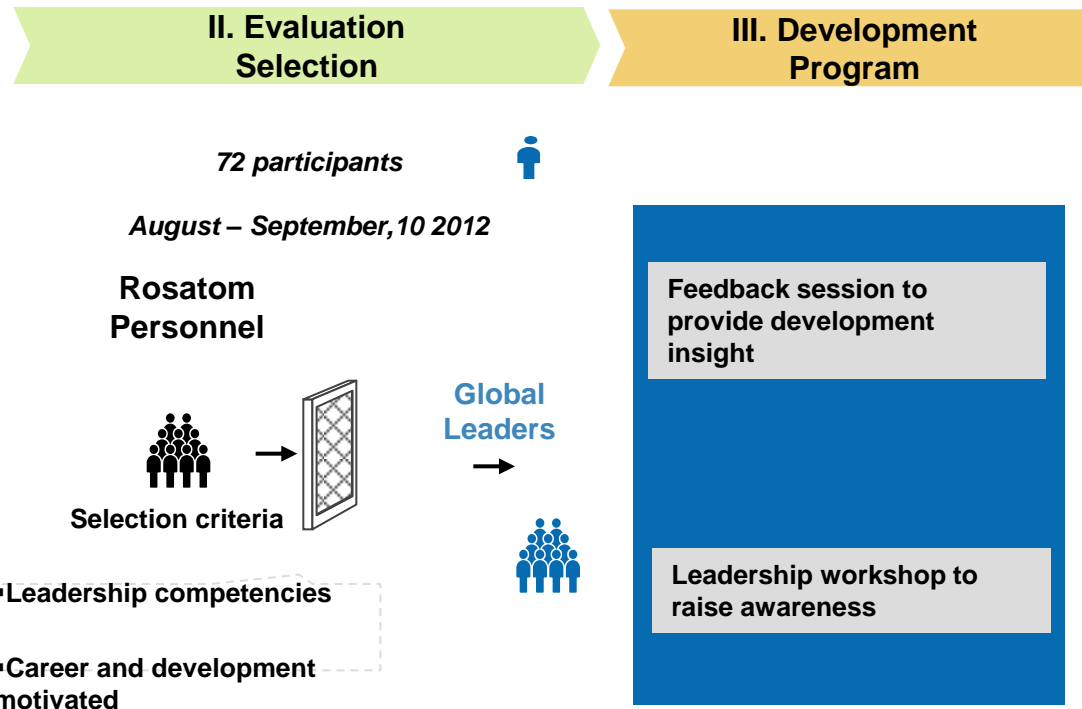 II. Evaluation
Selection
III. Development
Program
72 participants
August – September,10 2012
Rosatom
Personnel
Feedback session to
provide development
insight
Global
Leaders
Selection criteria
▪Leadership competencies
▪Career and development
motivated
Leadership workshop to
raise awareness